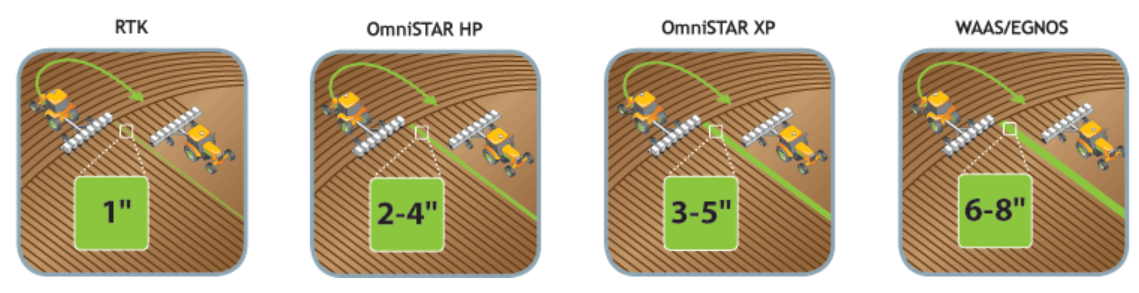 RTK
OmniSTAR HP
OmniSTAR XP
WAAS/EGNOS
1"
2-4"
3-5"
6-8"